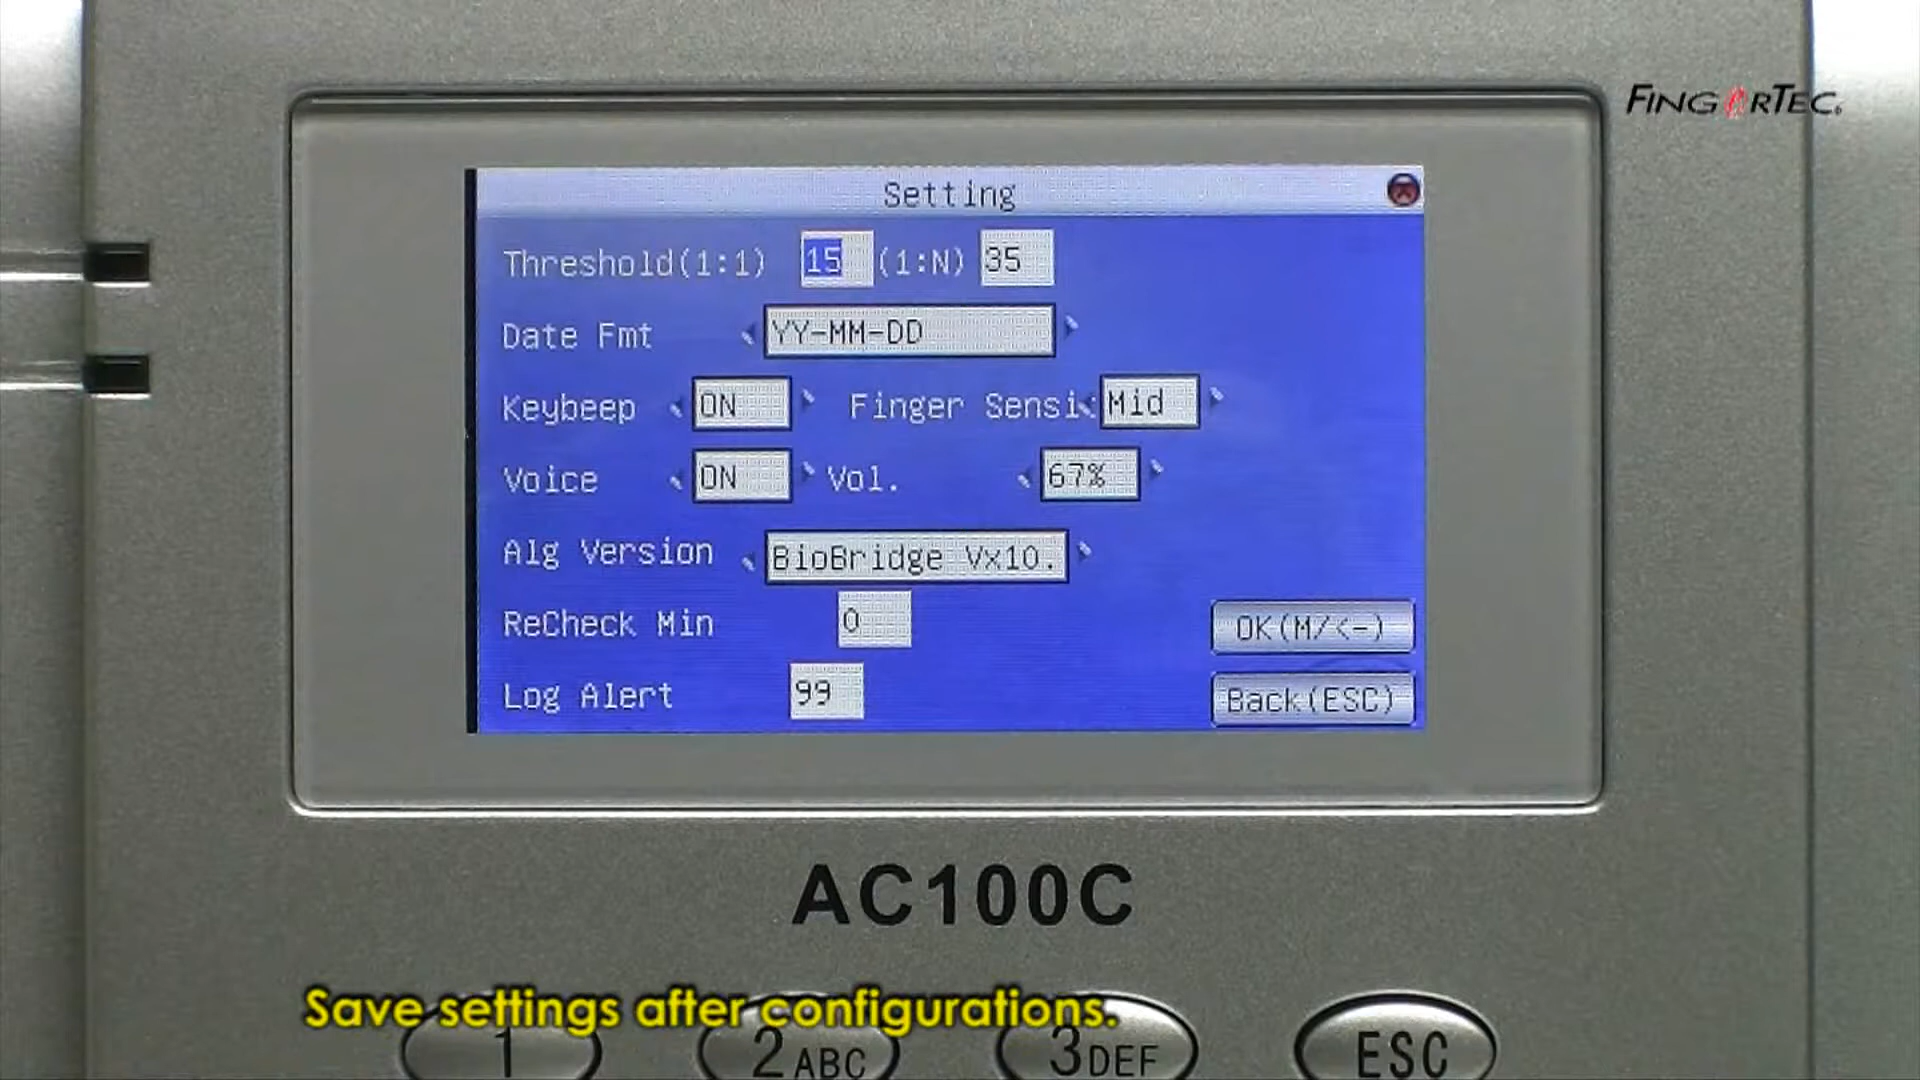 FINGERTEC
Setting
Threshold(1:1) 15 (1:N) 35
Date Fmt YY-MM-DD
Keybeep ON Finger Sensi: Mid
Voice ON Vol. 67%
Alg Version BioBridge Vx10.
ReCheck Min 0
OK(M/<-)
Log Alert 99
Back(ESC)
AC100C
Save settings after configurations.
1 2ABC 3DEF ESC